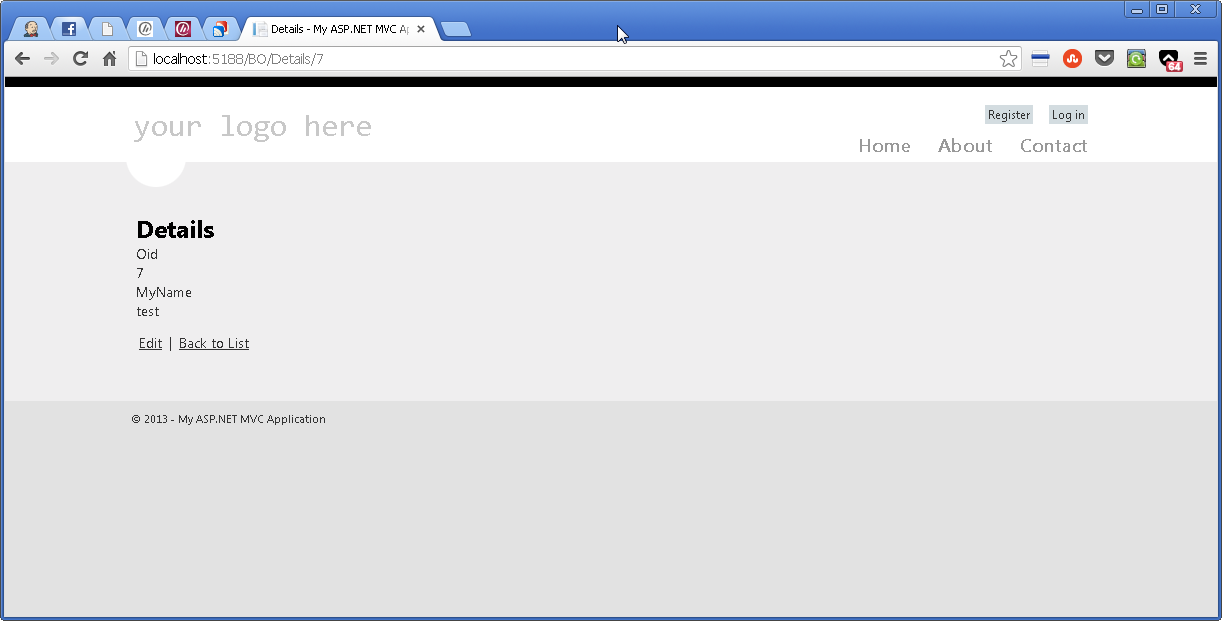 Details - My ASP.NET MVC Ap
localhost:5188/BO/Details/7
64
Register Log in
your logo here
Home About Contact
Details
Oid
7
MyName
test
Edit | Back to List
© 2013 - My ASP.NET MVC Application